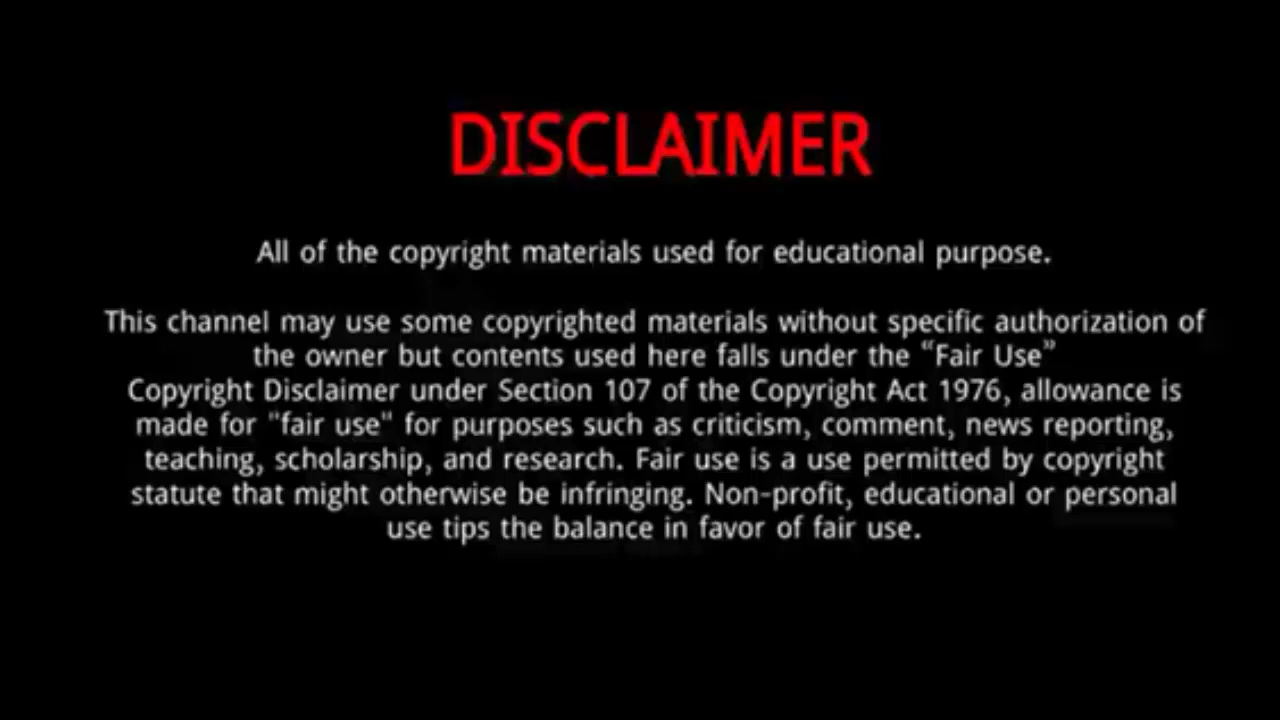 DISCLAIMER
All of the copyright materials used for educational purpose.
This channel may use some copyrighted materials without specific authorization of
the owner but contents used here falls under the “Fair Use”
Copyright Disclaimer under Section 107 of the Copyright Act 1976, allowance is
made for "fair use" for purposes such as criticism, comment, news reporting,
teaching, scholarship, and research. Fair use is a use permitted by copyright
statute that might otherwise be infringing. Non-profit, educational or personal
use tips the balance in favor of fair use.